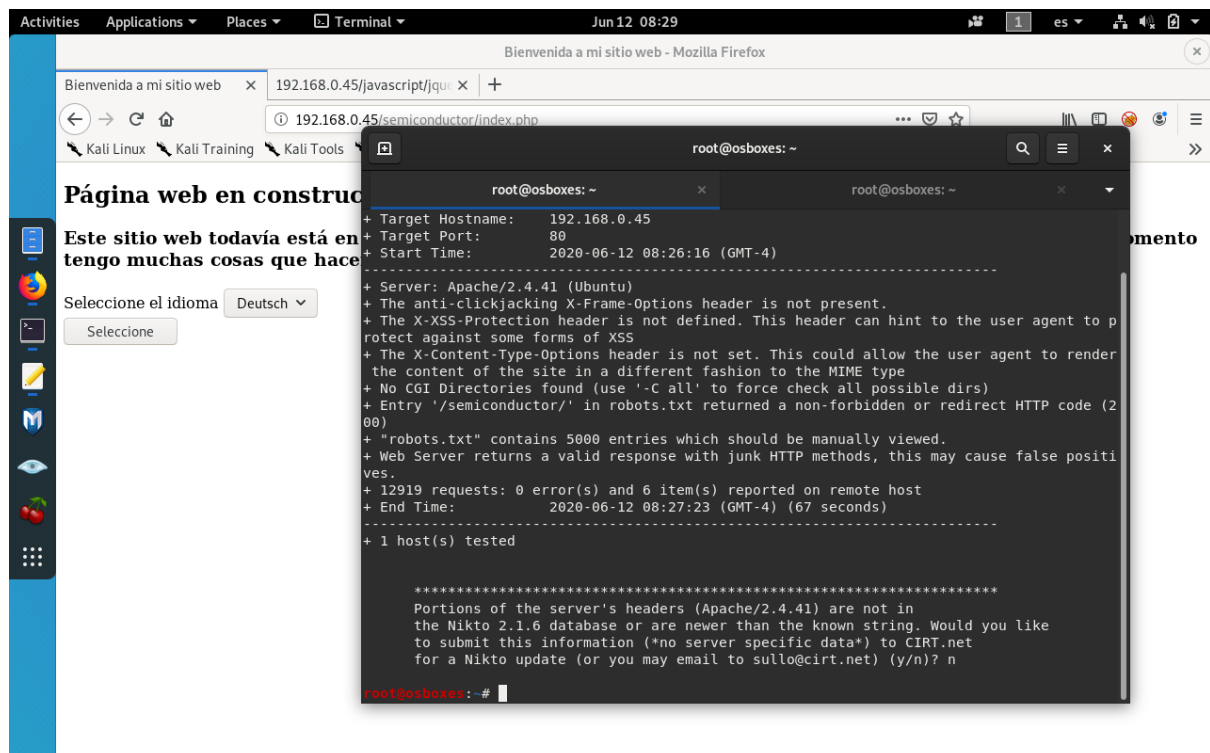 Activities Applications Places Terminal Jun 12 08:29 1 es
Bienvenida a mi sitio web - Mozilla Firefox
Bienvenida a mi sitio web 192.168.0.45/javascript/jque
192.168.0.45/semiconductor/index.php
Kali Linux Kali Training Kali Tools
root@osboxes: ~
root@osboxes: ~ root@osboxes: ~
Página web en construc
Este sitio web todavía está en omento
tengo muchas cosas que hace
Seleccione el idioma Deutsch
Seleccione
+ Target Hostname: 192.168.0.45
+ Target Port: 80
+ Start Time: 2020-06-12 08:26:16 (GMT-4)
---------------------------------------------------------------------------
+ Server: Apache/2.4.41 (Ubuntu)
+ The anti-clickjacking X-Frame-Options header is not present.
+ The X-XSS-Protection header is not defined. This header can hint to the user agent to p
rotect against some forms of XSS
+ The X-Content-Type-Options header is not set. This could allow the user agent to render
the content of the site in a different fashion to the MIME type
+ No CGI Directories found (use '-C all' to force check all possible dirs)
+ Entry '/semiconductor/' in robots.txt returned a non-forbidden or redirect HTTP code (2
00)
+ "robots.txt" contains 5000 entries which should be manually viewed.
+ Web Server returns a valid response with junk HTTP methods, this may cause false positi
ves.
+ 12919 requests: 0 error(s) and 6 item(s) reported on remote host
+ End Time: 2020-06-12 08:27:23 (GMT-4) (67 seconds)
---------------------------------------------------------------------------
+ 1 host(s) tested
*********************************************************************
Portions of the server's headers (Apache/2.4.41) are not in
the Nikto 2.1.6 database or are newer than the known string. Would you like
to submit this information (*no server specific data*) to CIRT.net
for a Nikto update (or you may email to sullo@cirt.net) (y/n)? n
root@osboxes:~#